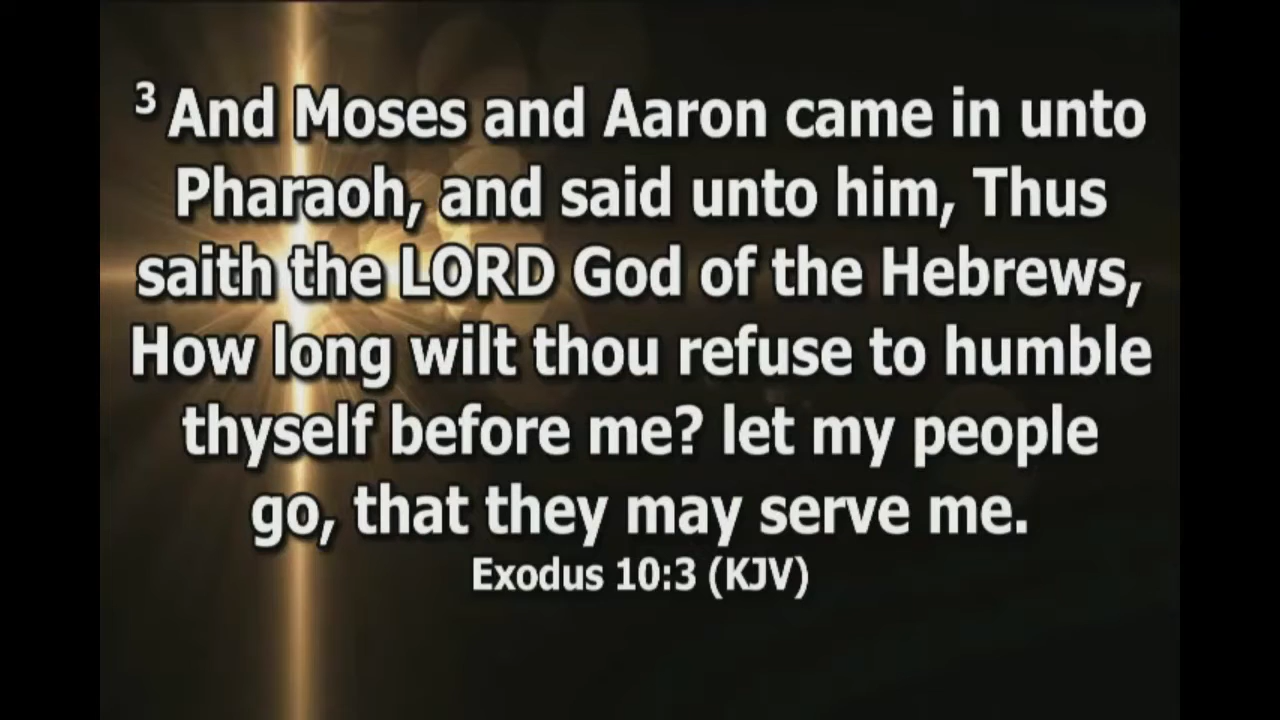 3 And Moses and Aaron came in unto
Pharaoh, and said unto him, Thus
saith the LORD God of the Hebrews,
How long wilt thou refuse to humble
thyself before me? let my people
go, that they may serve me.
Exodus 10:3 (KJV)